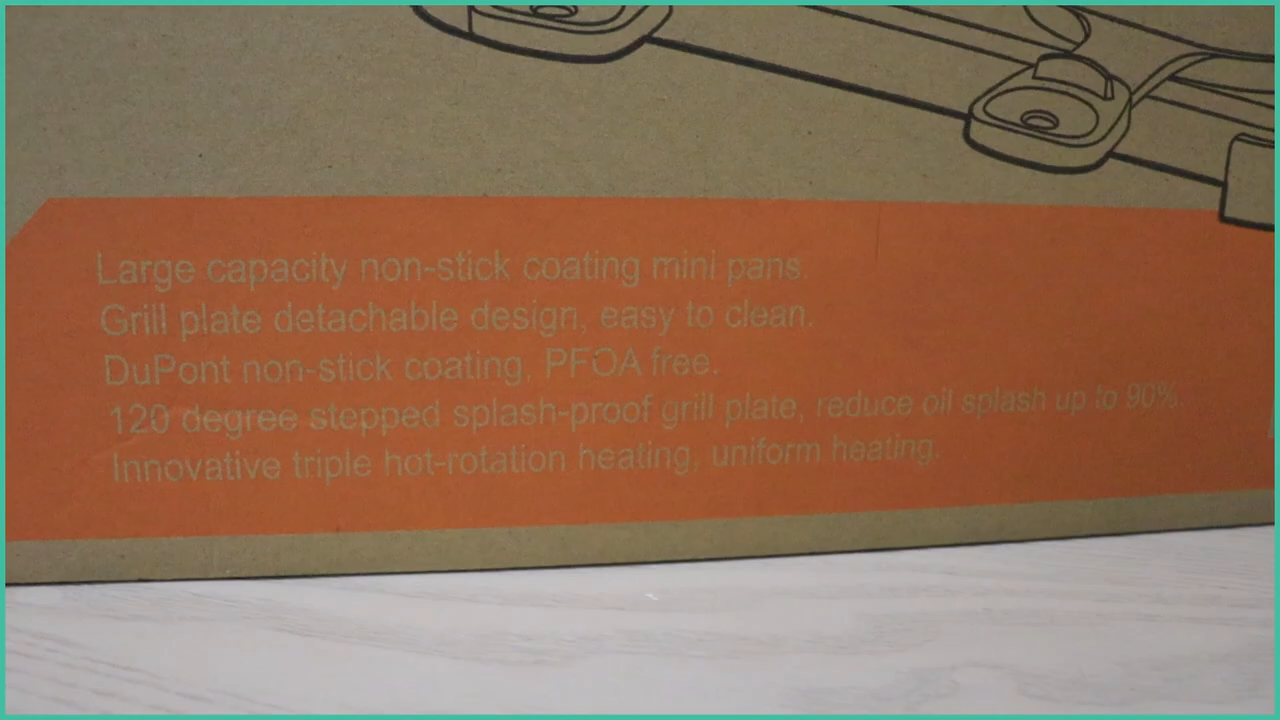 Large capacity non-stick coating mini pans.
Grill plate detachable design, easy to clean.
DuPont non-stick coating, PFOA free.
120 degree stepped splash-proof grill plate, reduce oil splash up to 90%.
Innovative triple hot-rotation heating, uniform heating.